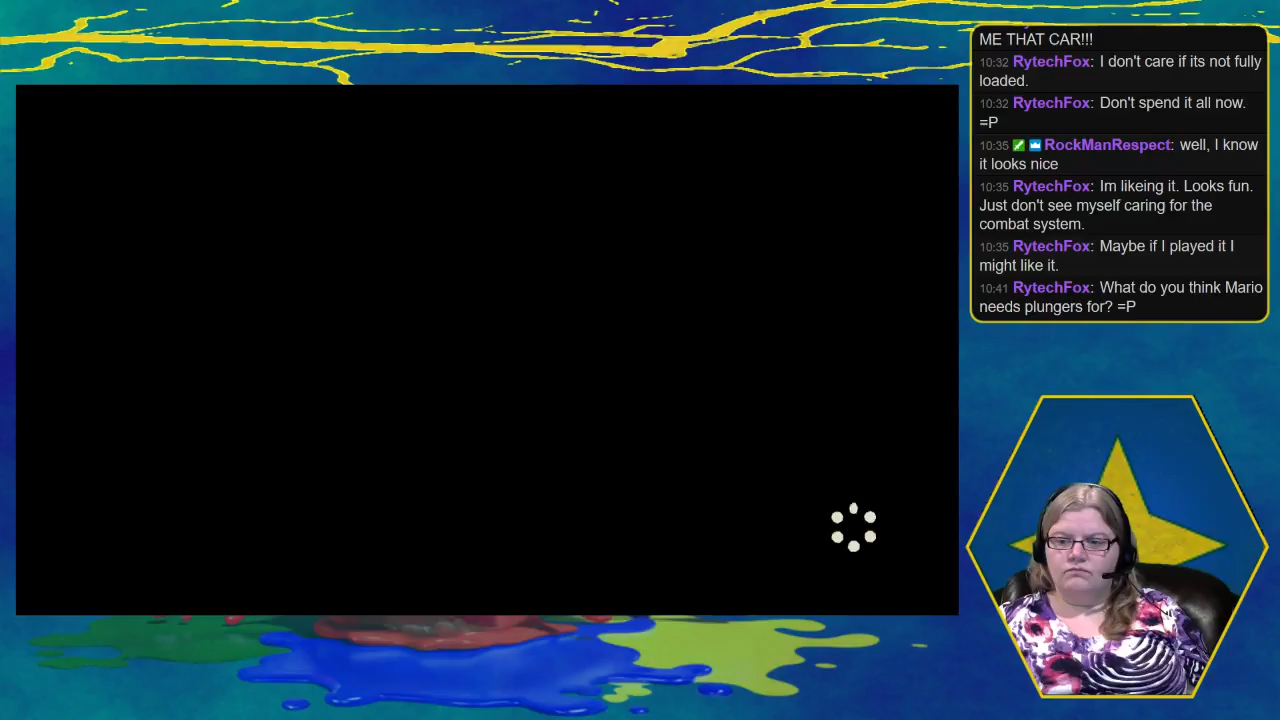 ME THAT CAR!!!
10:32 RytechFox: I don't care if its not fully
loaded.
10:32 RytechFox: Don't spend it all now.
=P
10:35 RockManRespect: well, I know
it looks nice
10:35 RytechFox: Im likeing it. Looks fun.
Just don't see myself caring for the
combat system.
10:35 RytechFox: Maybe if I played it I
might like it.
10:41 RytechFox: What do you think Mario
needs plungers for? =P